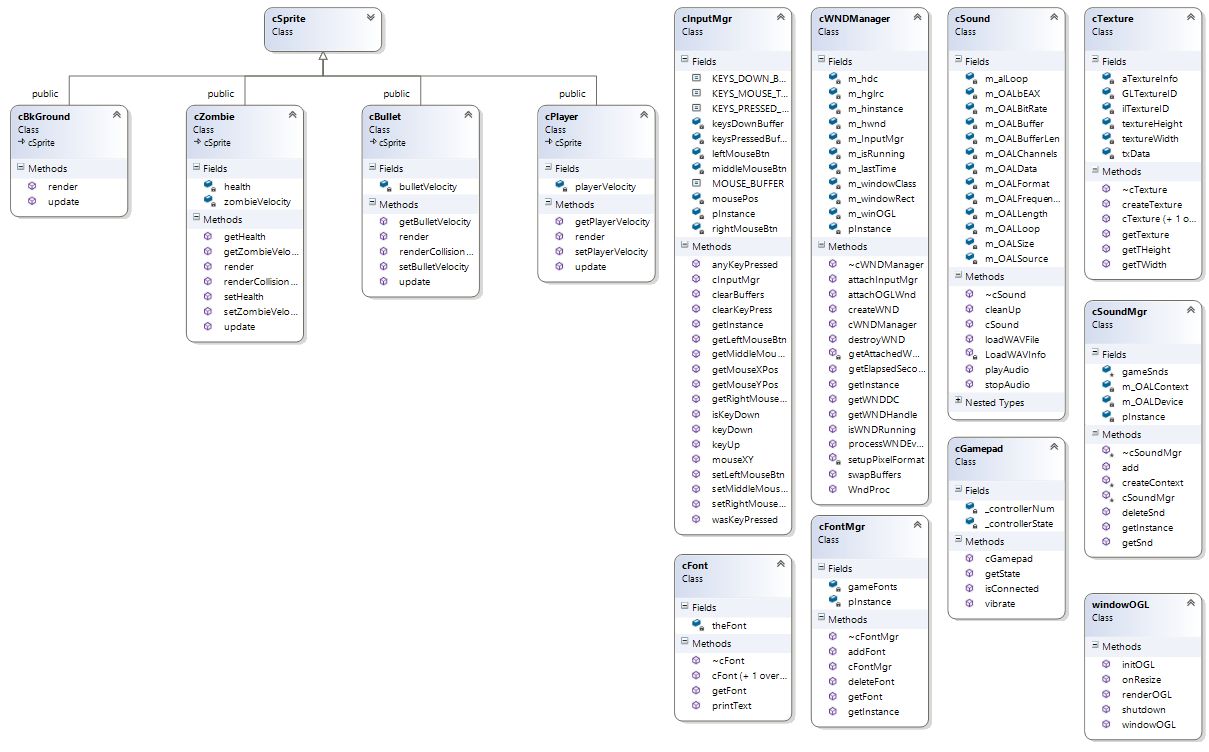 cSprite
Class
public
public
public
public
cBkGround
Class
cSprite
Methods
render
update
cZombie
Class
cSprite
Fields
health
zombieVelocity
Methods
getHealth
getZombieVelo...
render
renderCollision...
setHealth
setZombieVelo...
update
cBullet
Class
cSprite
Fields
bulletVelocity
Methods
getBulletVelocity
render
renderCollision...
setBulletVelocity
update
cPlayer
Class
cSprite
Fields
playerVelocity
Methods
getPlayerVelocity
render
setPlayerVelocity
update
cInputMgr
Class
Fields
KEYS_DOWN_B...
KEYS_MOUSE_T...
KEYS_PRESSED_...
keysDownBuffer
keysPressedBuf...
leftMouseBtn
middleMouseBtn
MOUSE_BUFFER
mousePos
pInstance
rightMouseBtn
Methods
anyKeyPressed
cInputMgr
clearBuffers
clearKeyPress
getInstance
getLeftMouseBtn
getMiddleMou...
getMouseXPos
getMouseYPos
getRightMouse...
isKeyDown
keyDown
keyUp
mouseXY
setLeftMouseBtn
setMiddleMous...
setRightMouse...
wasKeyPressed
cFont
Class
Fields
theFont
Methods
~cFont
cFont (+ 1 over...
getFont
printText
cWNDManager
Class
Fields
m_hdc
m_hglrc
m_hinstance
m_hwnd
m_InputMgr
m_isRunning
m_lastTime
m_windowClass
m_windowRect
m_winOGL
pInstance
Methods
~cWNDManager
attachInputMgr
attachOGLWnd
createWND
cWNDManager
destroyWND
getAttachedW...
getElapsedSeco...
getInstance
getWNDDC
getWNDHandle
isWNDRunning
processWNDEv...
setupPixelFormat
swapBuffers
WndProc
cFontMgr
Class
Fields
gameFonts
pInstance
Methods
~cFontMgr
addFont
cFontMgr
deleteFont
getFont
getInstance
cSound
Class
Fields
m_alLoop
m_OALbEAX
m_OALBitRate
m_OALBuffer
m_OALBufferLen
m_OALChannels
m_OALData
m_OALFormat
m_OALFrequen...
m_OALLength
m_OALLoop
m_OALSize
m_OALSource
Methods
~cSound
cleanUp
cSound
loadWAVFile
LoadWAVInfo
playAudio
stopAudio
Nested Types
cGamepad
Class
Fields
_controllerNum
_controllerState
Methods
cGamepad
getState
isConnected
vibrate
cTexture
Class
Fields
aTextureInfo
GLTextureID
ilTextureID
textureHeight
textureWidth
txData
Methods
~cTexture
createTexture
cTexture (+ 1 o...
getTexture
getTHeight
getTWidth
cSoundMgr
Class
Fields
gameSnds
m_OALContext
m_OALDevice
pInstance
Methods
~cSoundMgr
add
createContext
cSoundMgr
deleteSnd
getInstance
getSnd
windowOGL
Class
Methods
initOGL
onResize
renderOGL
shutdown
windowOGL